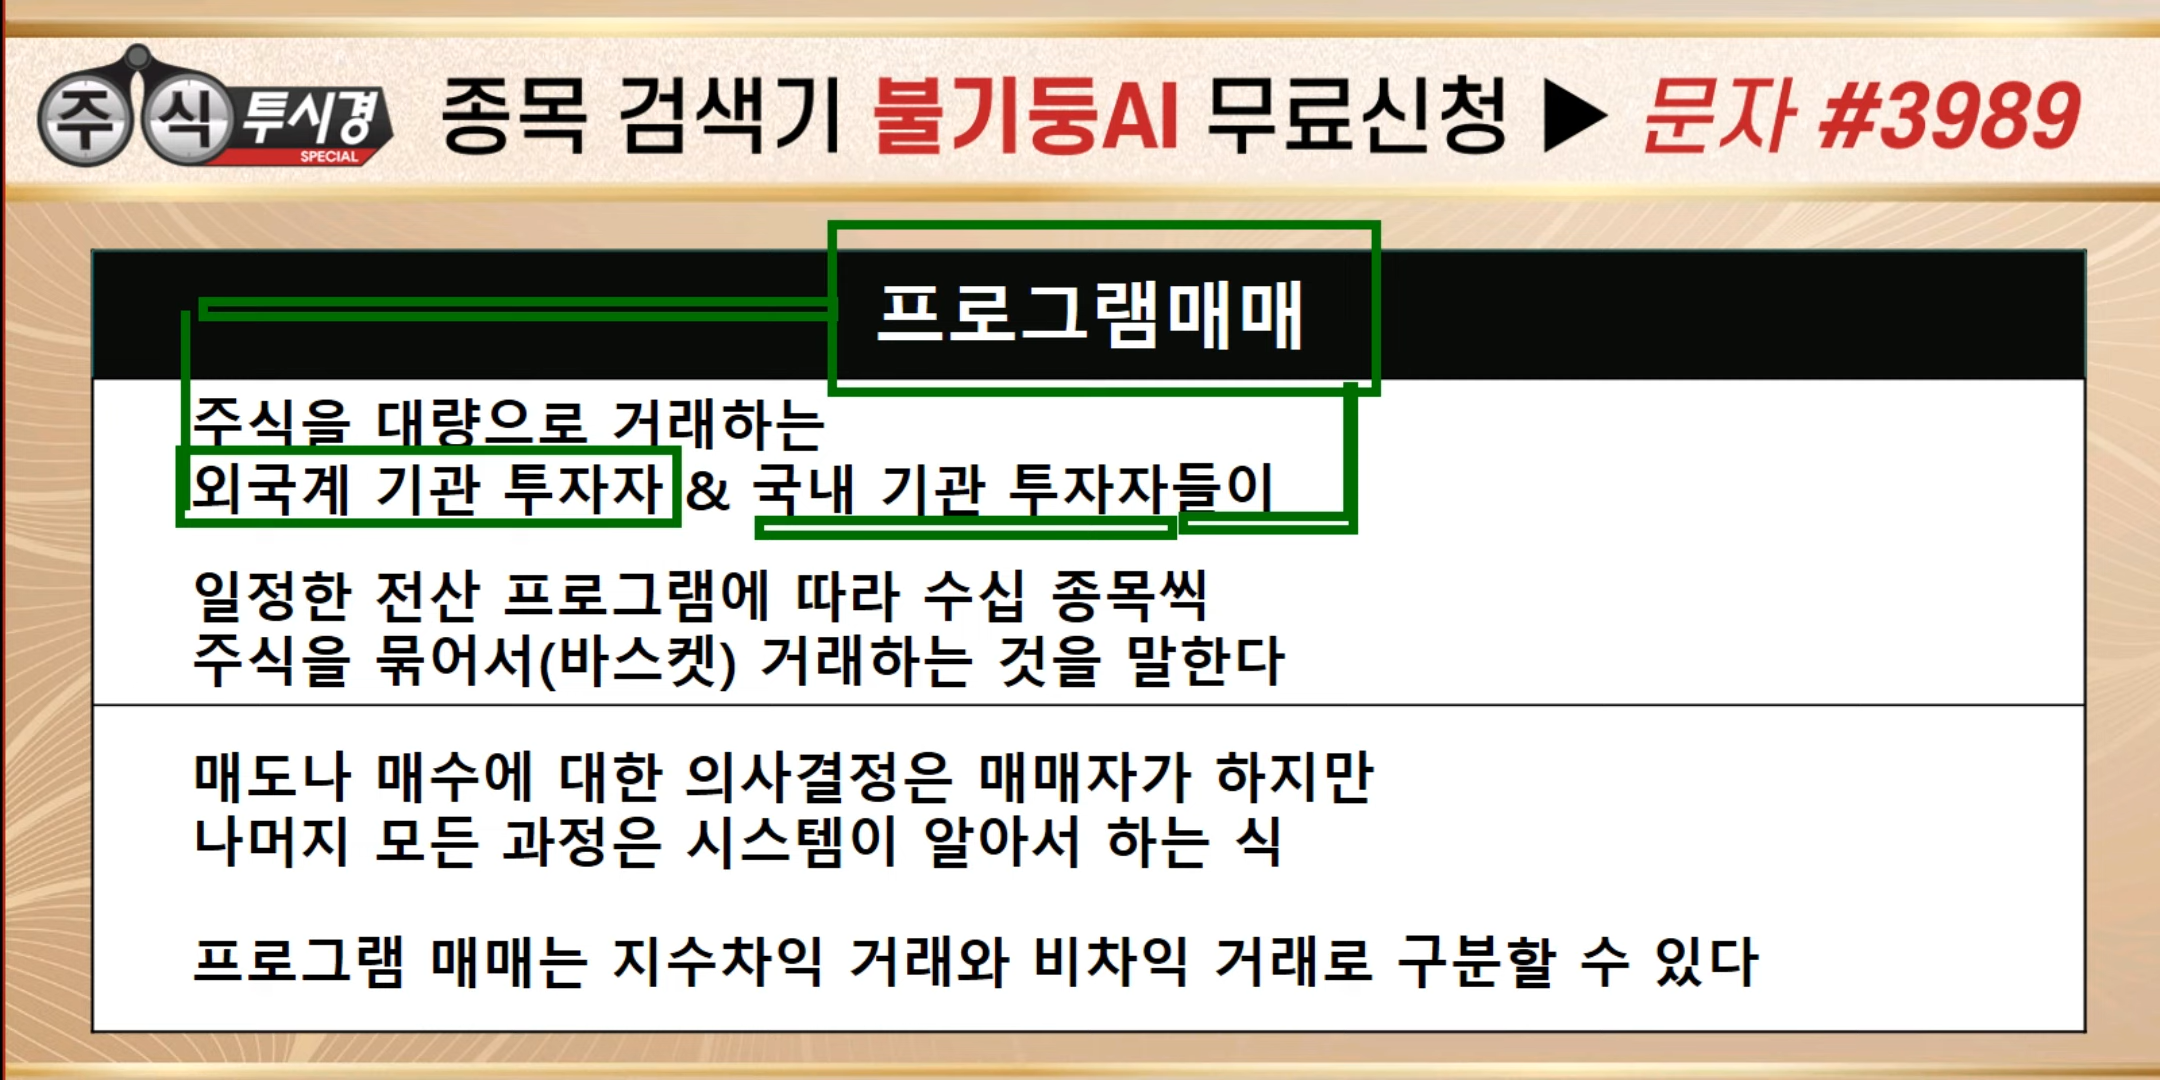 주식 투시경
SPECIAL
종목 검색기 불기둥AI 무료신청 ▶ 문자 #3989
프로그램매매
주식을 대량으로 거래하는
외국계 기관 투자자 & 국내 기관 투자자들이
일정한 전산 프로그램에 따라 수십 종목씩
주식을 묶어서(바스켓) 거래하는 것을 말한다
매도나 매수에 대한 의사결정은 매매자가 하지만
나머지 모든 과정은 시스템이 알아서 하는 식
프로그램 매매는 지수차익 거래와 비차익 거래로 구분할 수 있다